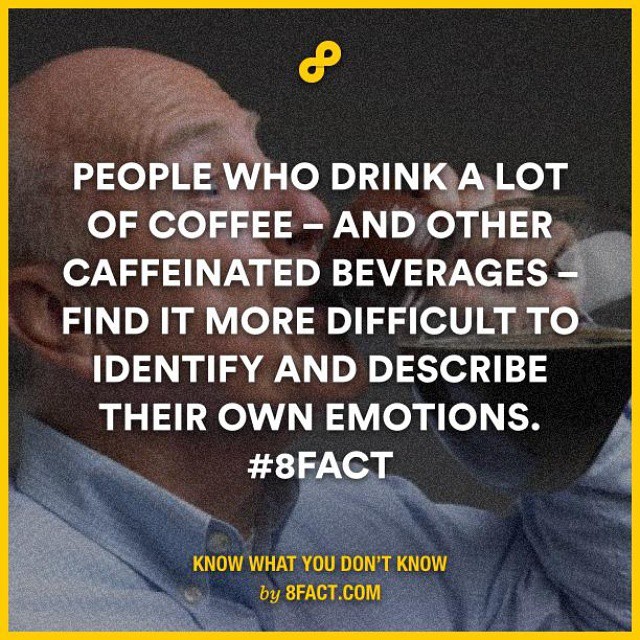 PEOPLE WHO DRINK A LOT
OF COFFEE – AND OTHER
CAFFEINATED BEVERAGES –
FIND IT MORE DIFFICULT TO
IDENTIFY AND DESCRIBE
THEIR OWN EMOTIONS.
#8FACT
KNOW WHAT YOU DON'T KNOW
by 8FACT.COM